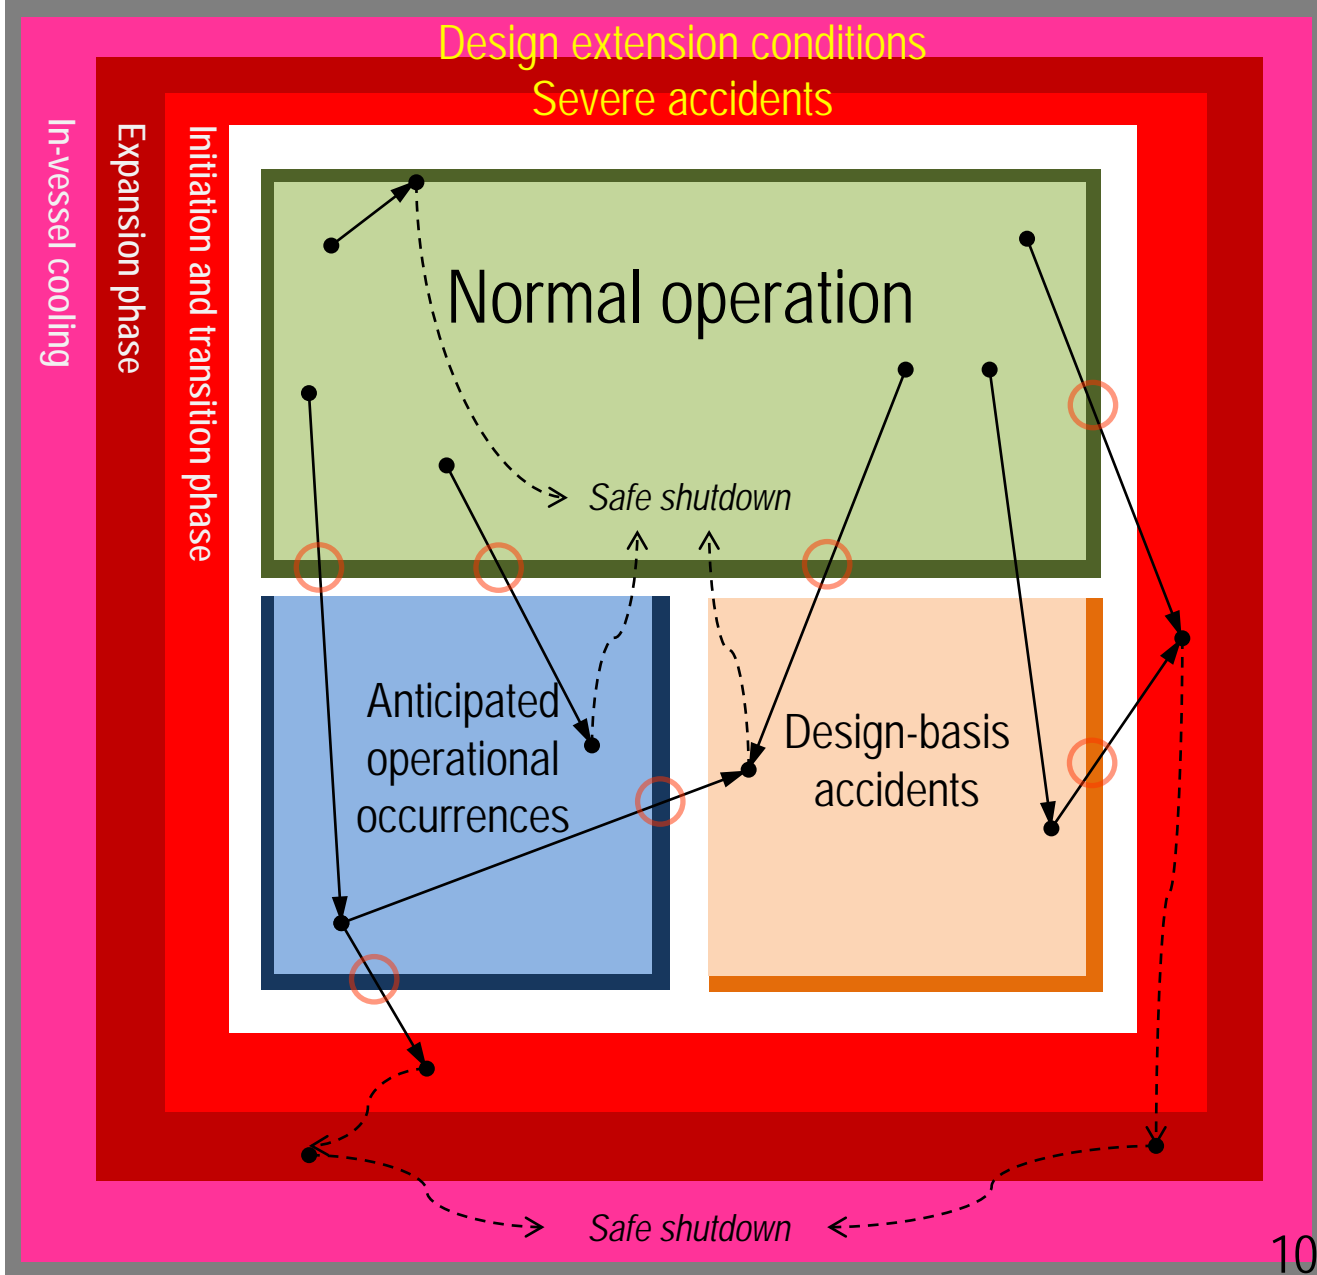 Design extension conditions
Severe accidents
In-vessel cooling
Expansion phase
Initiation and transition phase
Normal operation
Safe shutdown
Anticipated
operational
occurrences
Design-basis
accidents
Safe shutdown
10